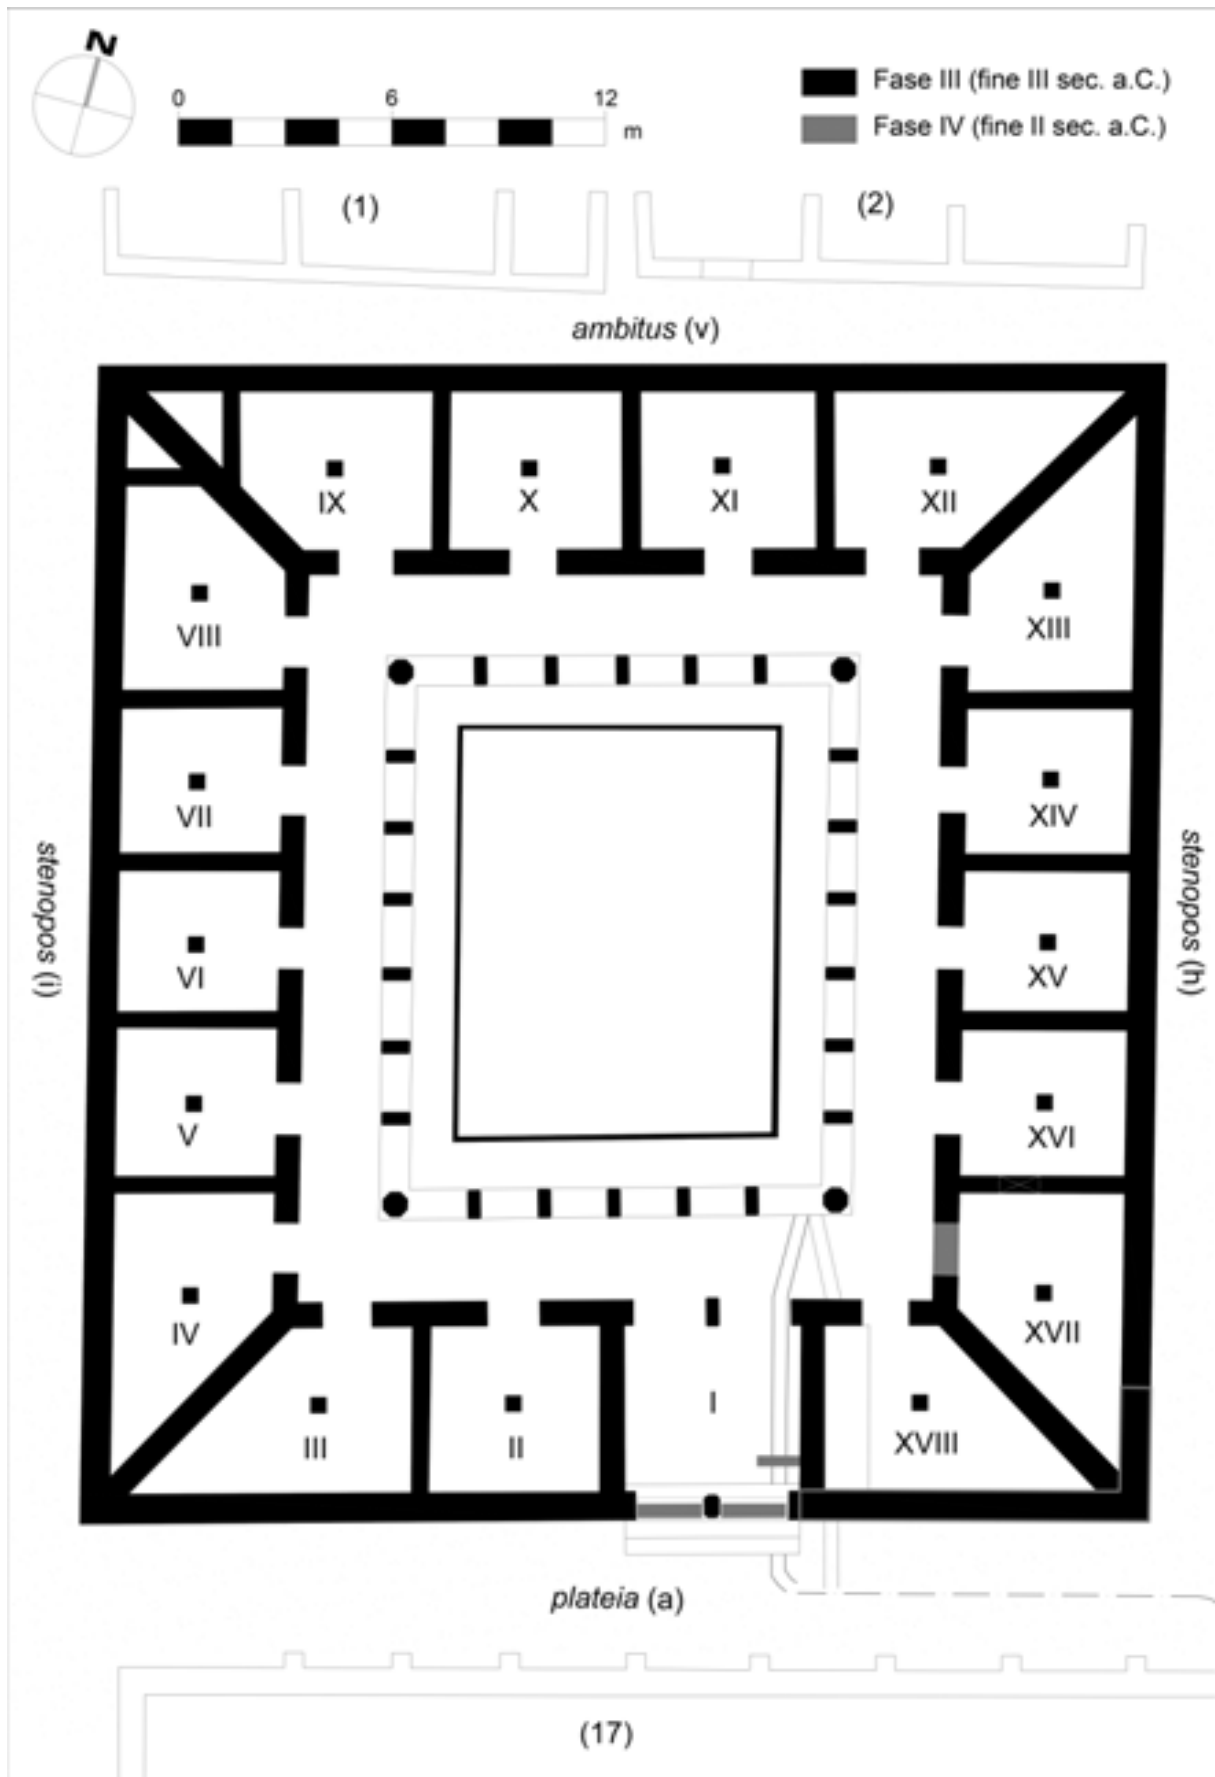 N
0 6 12
m
Fase III (fine III sec. a.C.)
Fase IV (fine II sec. a.C.)
(1)
(2)
ambitus (v)
IX
X
XI
XII
VIII
XIII
VII
XIV
stenopos (i)
stenopos (h)
VI
XV
V
XVI
IV
XVII
I
III
II
XVIII
plateia (a)
(17)